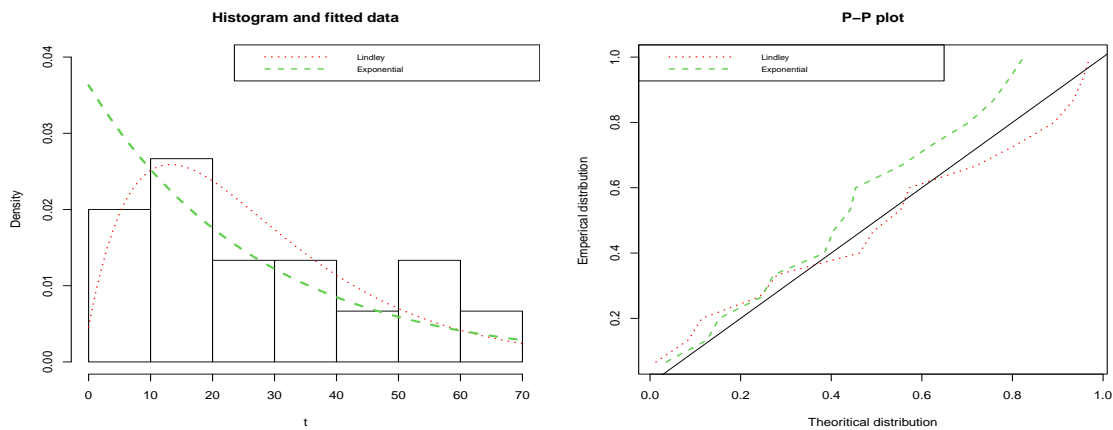 Histogram and fitted data
Lindley
Exponential
Density
0.00
0.01
0.02
0.03
0.04
0 10 20 30 40 50 60 70
t
P−P plot
Lindley
Exponential
Emperical distribution
0.2
0.4
0.6
0.8
1.0
0.0 0.2 0.4 0.6 0.8 1.0
Theoritical distribution